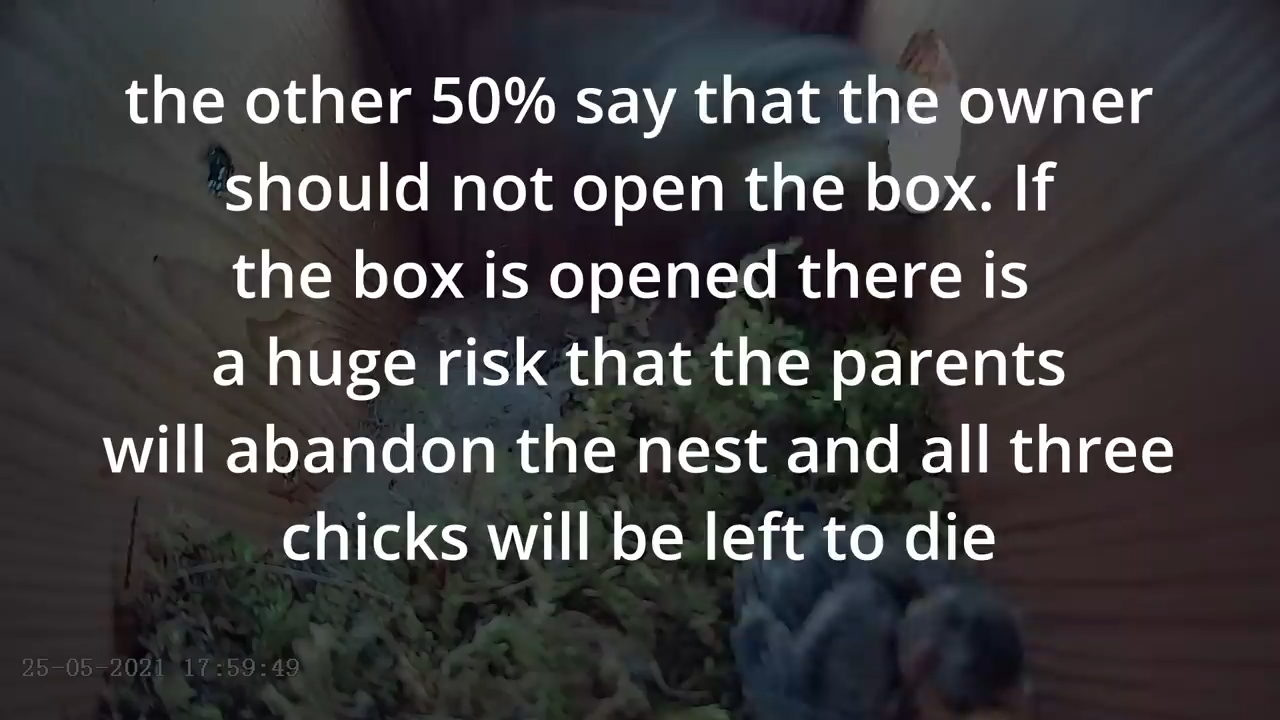 the other 50% say that the owner
should not open the box. If
the box is opened there is
a huge risk that the parents
will abandon the nest and all three
chicks will be left to die
25-05-2021 17:59:49